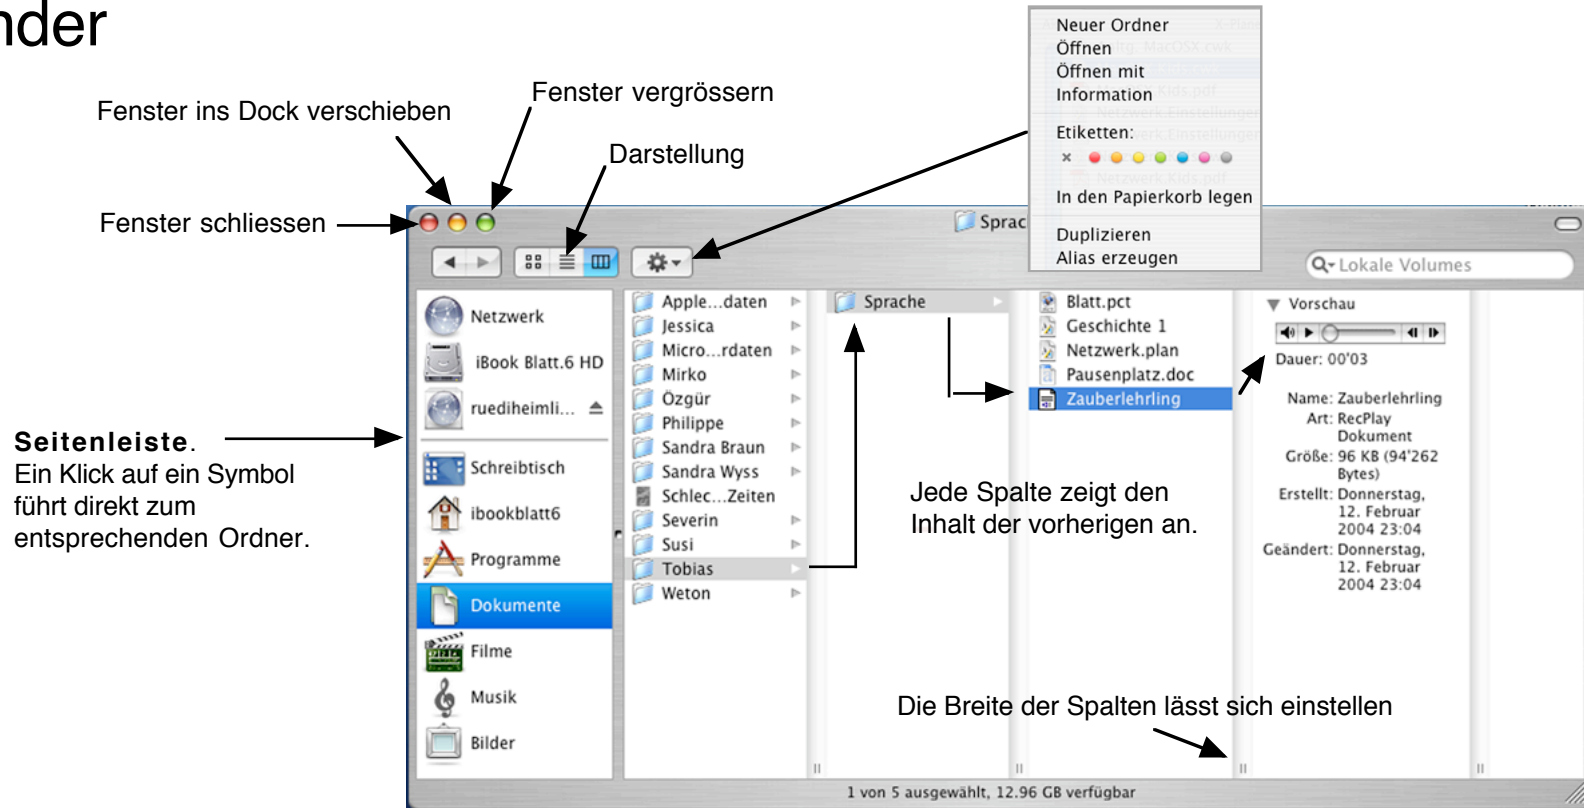 nder
Fenster ins Dock verschieben
Fenster vergrössern
Darstellung
Fenster schliessen
Neuer Ordner
Öffnen
Öffnen mit
Information
Etiketten:
In den Papierkorb legen
Duplizieren
Alias erzeugen
Sprac
Lokale Volumes
Netzwerk
iBook Blatt.6 HD
ruediheimli...
Schreibtisch
ibookblatt6
Programme
Dokumente
Filme
Musik
Bilder
Seitenleiste.
Ein Klick auf ein Symbol
führt direkt zum
entsprechenden Ordner.
Apple...daten
Jessica
Micro...rdaten
Mirko
Özgür
Philippe
Sandra Braun
Sandra Wyss
Schlec...Zeiten
Severin
Susi
Tobias
Weton
Sprache
Blatt.pct
Geschichte 1
Netzwerk.plan
Pausenplatz.doc
Zauberlehrling
Jede Spalte zeigt den
Inhalt der vorherigen an.
Vorschau
Dauer: 00'03
Name: Zauberlehrling
Art: RecPlay
Dokument
Größe: 96 KB (94'262
Bytes)
Erstellt: Donnerstag,
12. Februar
2004 23:04
Geändert: Donnerstag,
12. Februar
2004 23:04
Die Breite der Spalten lässt sich einstellen
1 von 5 ausgewählt, 12.96 GB verfügbar